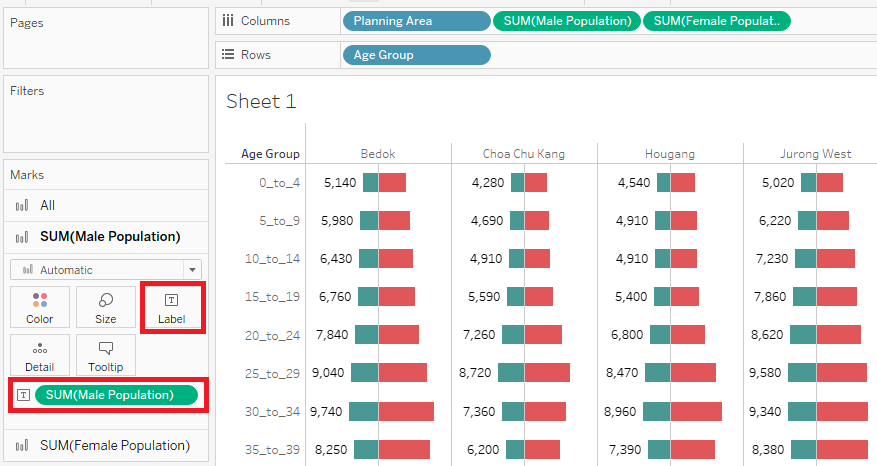 Pages
Columns Planning Area SUM(Male Population) SUM(Female Populat..
Rows Age Group
Filters
Sheet 1
Age Group Bedok Choa Chu Kang Hougang Jurong West
0_to_4 5,140 4,280 4,540 5,020
5_to_9 5,980 4,690 4,910 6,220
10_to_14 6,430 4,910 4,910 7,230
15_to_19 6,760 5,590 5,400 7,860
20_to_24 7,840 7,260 6,800 8,620
25_to_29 9,040 8,720 8,470 9,580
30_to_34 9,740 7,360 8,960 9,340
35_to_39 8,250 6,200 7,390 8,380
Marks
All
SUM(Male Population)
Automatic
Color Size T Label
Detail Tooltip
T SUM(Male Population)
SUM(Female Population)